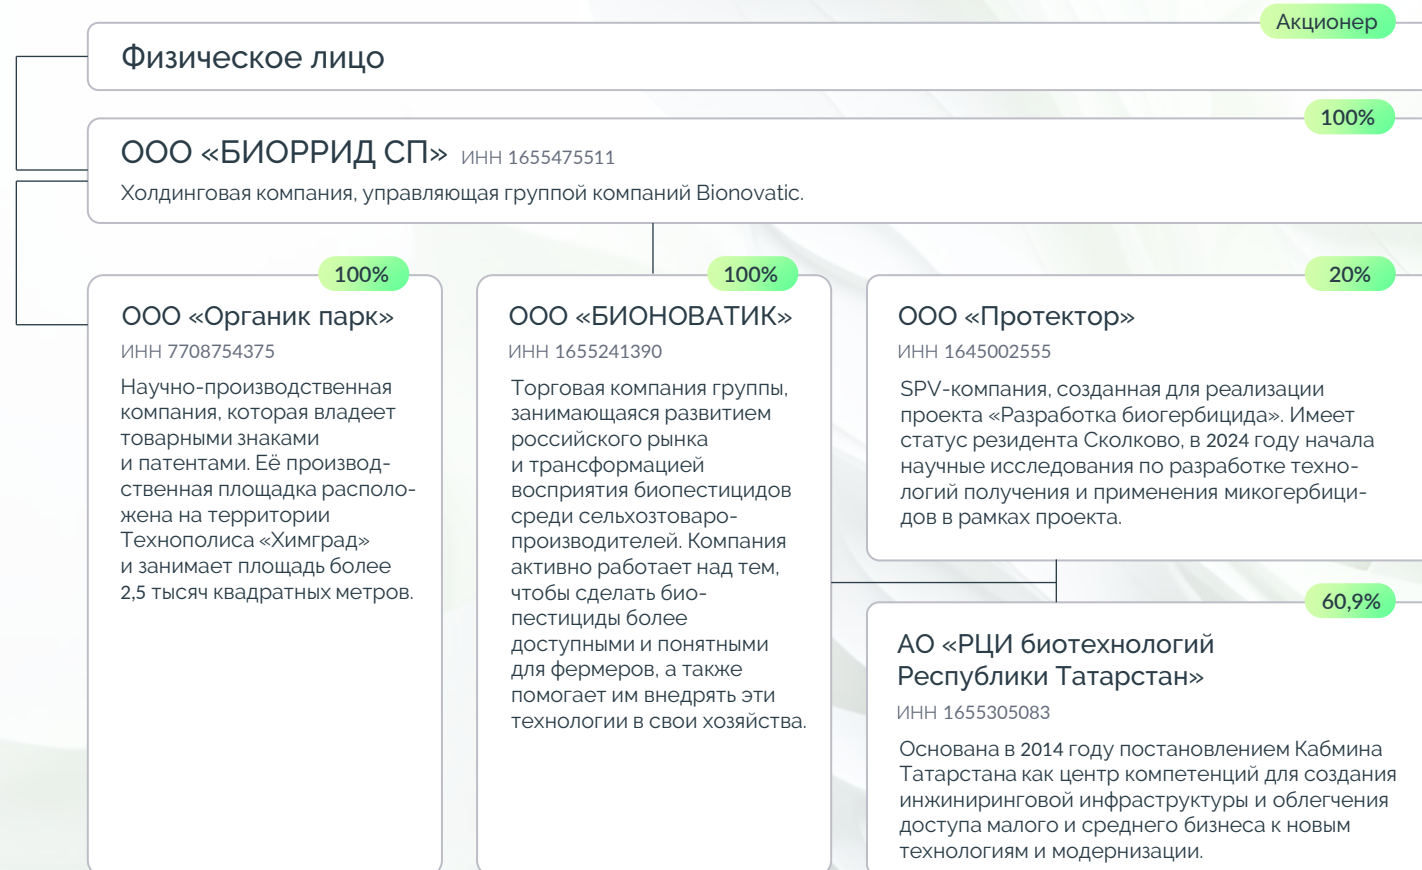 Акционер
Физическое лицо
100%
ООО «БИОРРИД СП» ИНН 1655475511
Холдинговая компания, управляющая группой компаний Bionovatic.
100%
ООО «Органик парк»
ИНН 7708754375
Научно-производственная
компания, которая владеет
товарными знаками
и патентами. Её производ-
ственная площадка располо-
жена на территории
Технополиса «Химград»
и занимает площадь более
2,5 тысяч квадратных метров.
100%
ООО «БИОНОВАТИК»
ИНН 1655241390
Торговая компания группы,
занимающаяся развитием
российского рынка
и трансформацией
восприятия биопестицидов
среди сельхозтоваро-
производителей. Компания
активно работает над тем,
чтобы сделать био-
пестициды более
доступными и понятными
для фермеров, а также
помогает им внедрять эти
технологии в свои хозяйства.
20%
ООО «Протектор»
ИНН 1645002555
SPV-компания, созданная для реализации
проекта «Разработка биогербицида». Имеет
статус резидента Сколково, в 2024 году начала
научные исследования по разработке техно-
логий получения и применения микогербици-
дов в рамках проекта.
60,9%
АО «РЦИ биотехнологий
Республики Татарстан»
ИНН 1655305083
Основана в 2014 году постановлением Кабмина
Татарстана как центр компетенций для создания
инжиниринговой инфраструктуры и облегчения
доступа малого и среднего бизнеса к новым
технологиям и модернизации.